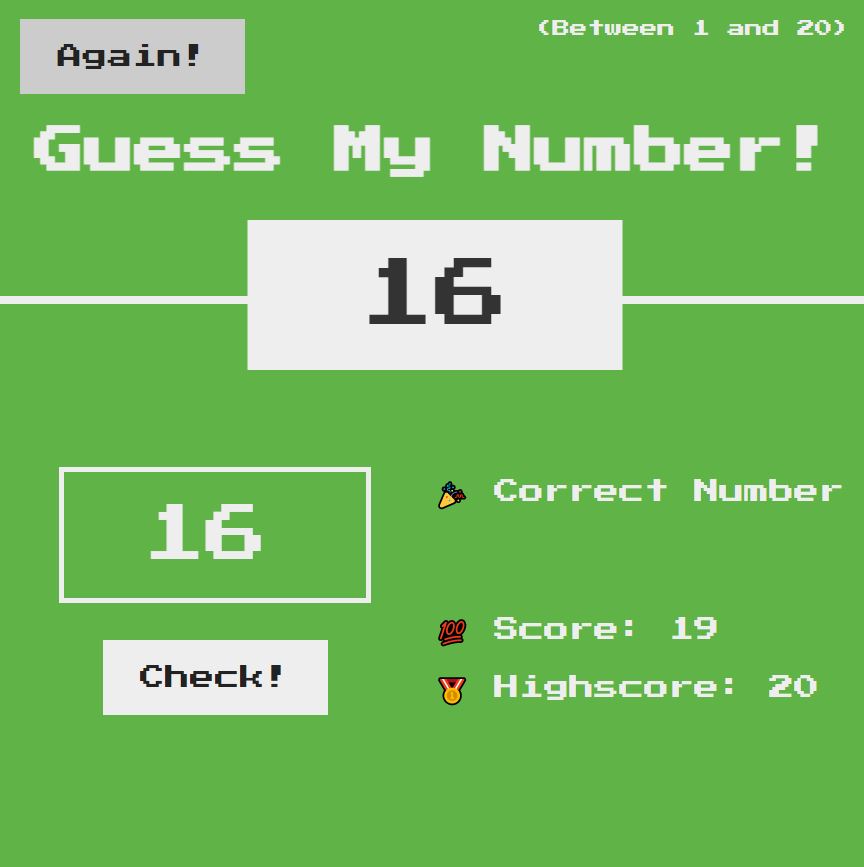 Again!
(Between 1 and 20)
Guess My Number!
16
16
🎉 Correct Number
Check!
💯 Score: 19
🥇 Highscore: 20